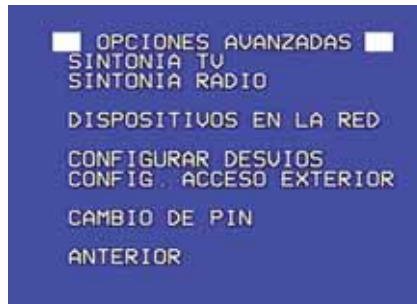 OPCIONES AVANZADAS
SINTONIA TV
SINTONIA RADIO
DISPOSITIVOS EN LA RED
CONFIGURAR DESVIOS
CONFIG. ACCESO EXTERIOR
CAMBIO DE PIN
ANTERIOR